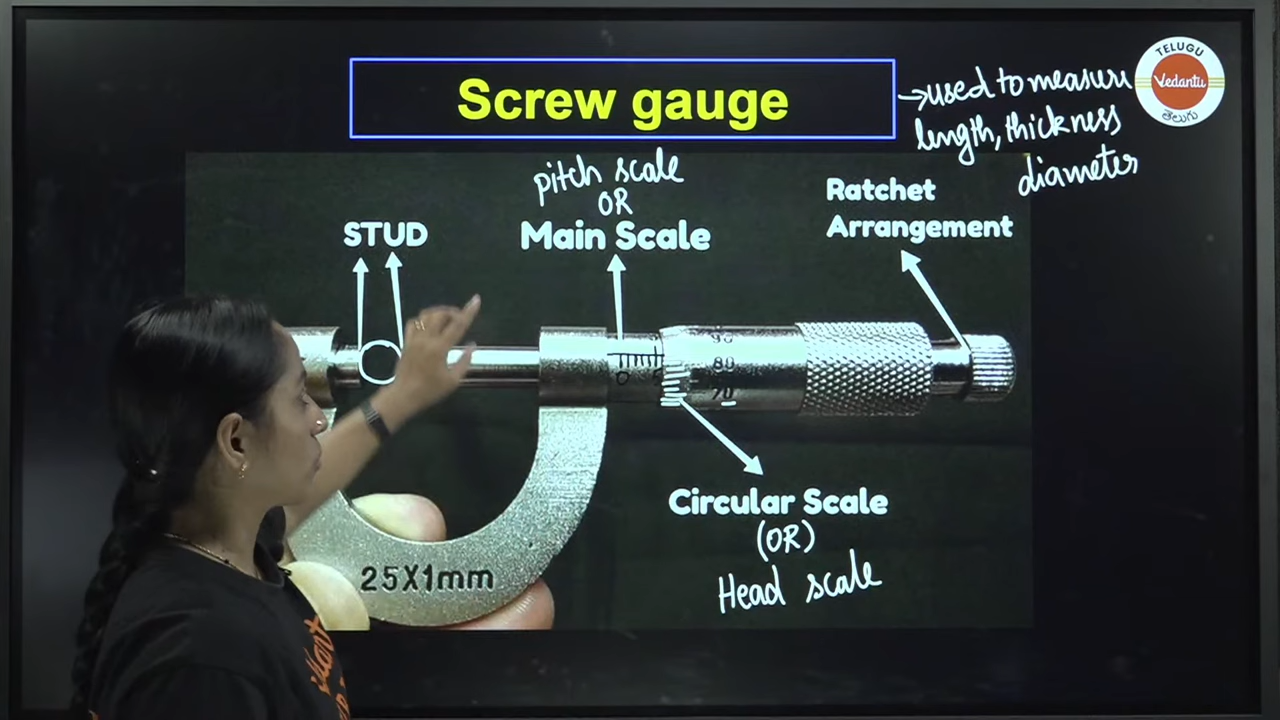 Screw gauge
→used to measure
length, thickness
diameter
TELUGU
Vedantu
తెలుగు
pitch scale
OR
Main Scale
STUD
Ratchet
Arrangement
0
90
80
70
Circular Scale
(OR)
Head scale
25X1mm